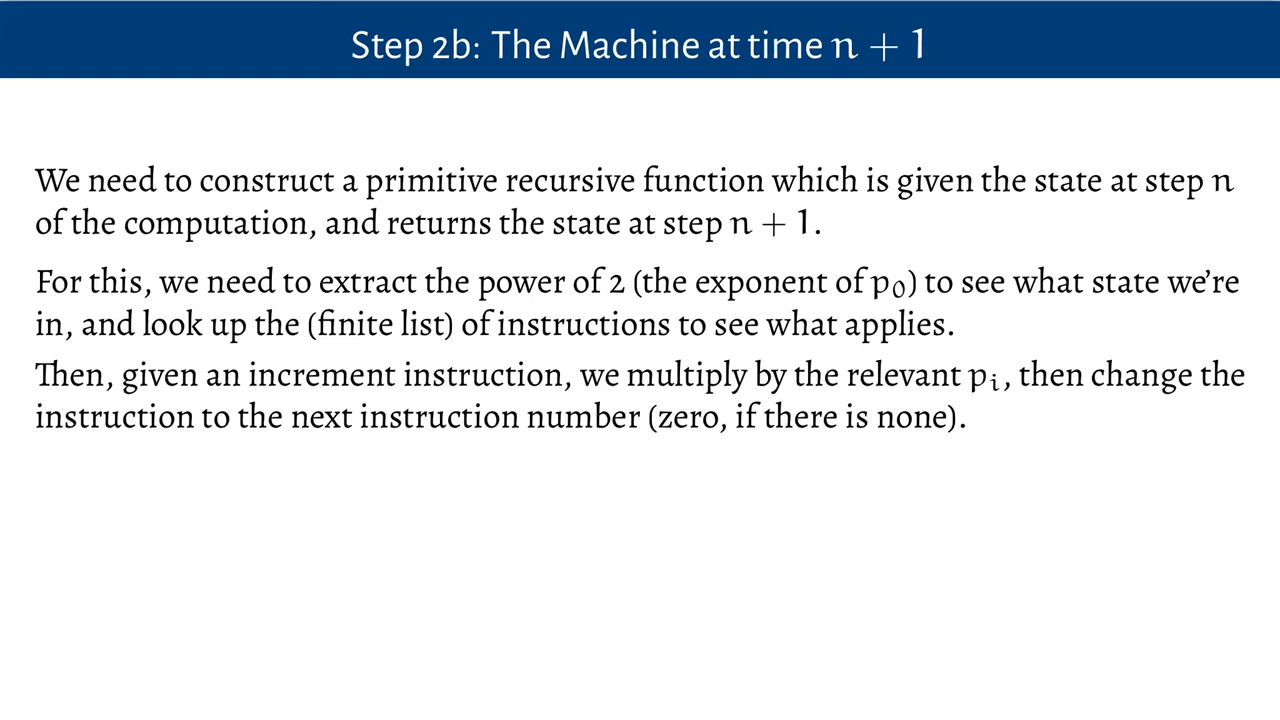 Step 2b: The Machine at time n + 1
We need to construct a primitive recursive function which is given the state at step n
of the computation, and returns the state at step n + 1.
For this, we need to extract the power of 2 (the exponent of p₀) to see what state we're
in, and look up the (finite list) of instructions to see what applies.
Then, given an increment instruction, we multiply by the relevant pᵢ, then change the
instruction to the next instruction number (zero, if there is none).